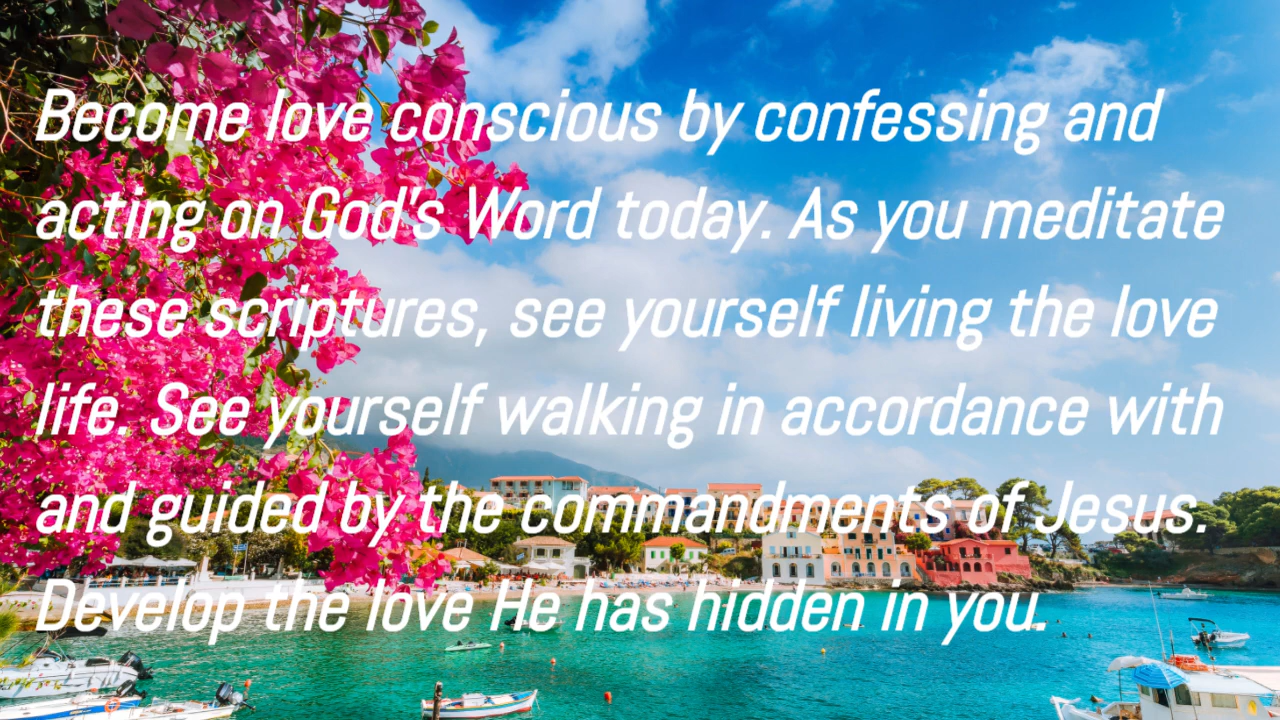 Become love conscious by confessing and
acting on God's Word today. As you meditate
these scriptures, see yourself living the love
life. See yourself walking in accordance with
and guided by the commandments of Jesus.
Develop the love He has hidden in you.